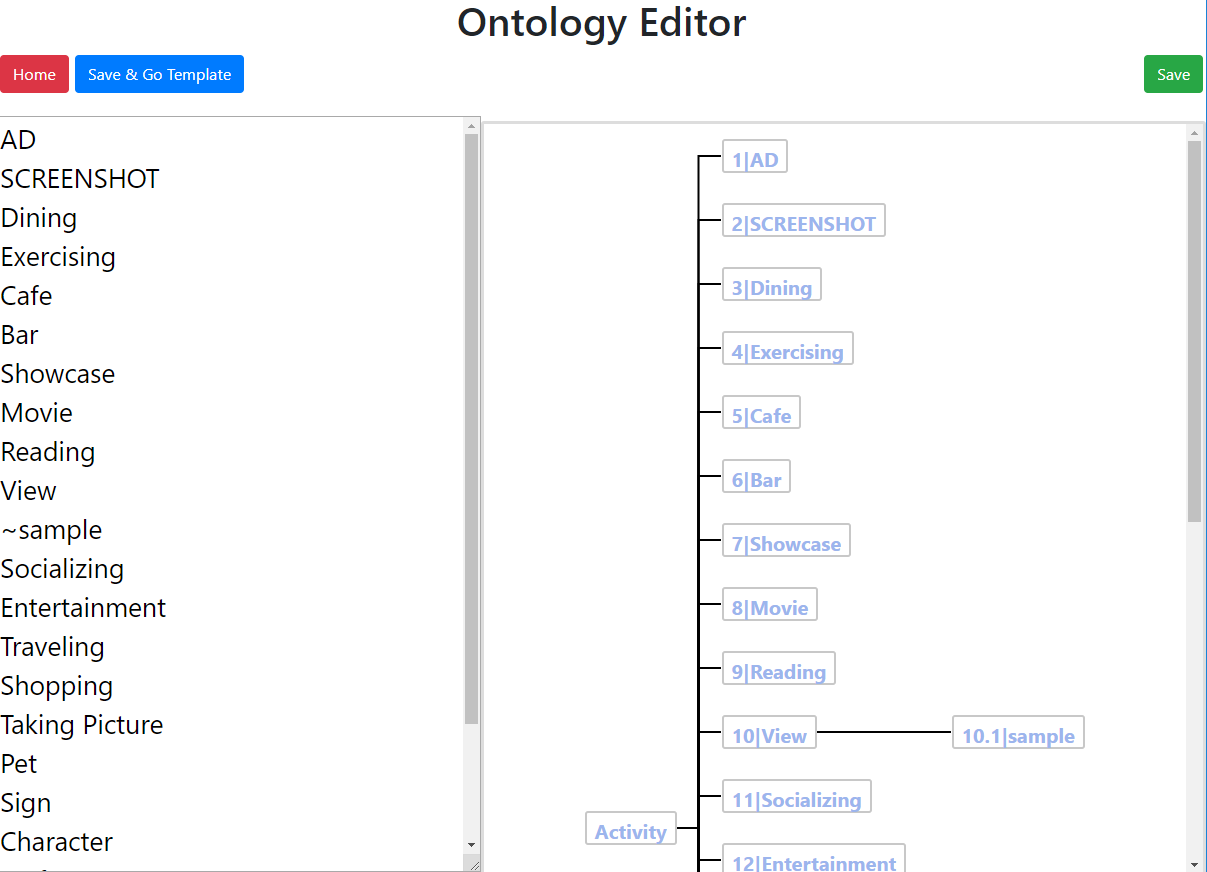 Ontology Editor
Home
Save & Go Template
Save
AD
SCREENSHOT
Dining
Exercising
Cafe
Bar
Showcase
Movie
Reading
View
~sample
Socializing
Entertainment
Traveling
Shopping
Taking Picture
Pet
Sign
Character
1|AD
2|SCREENSHOT
3|Dining
4|Exercising
5|Cafe
6|Bar
7|Showcase
8|Movie
9|Reading
10|View
10.1|sample
11|Socializing
Activity
12|Entertainment